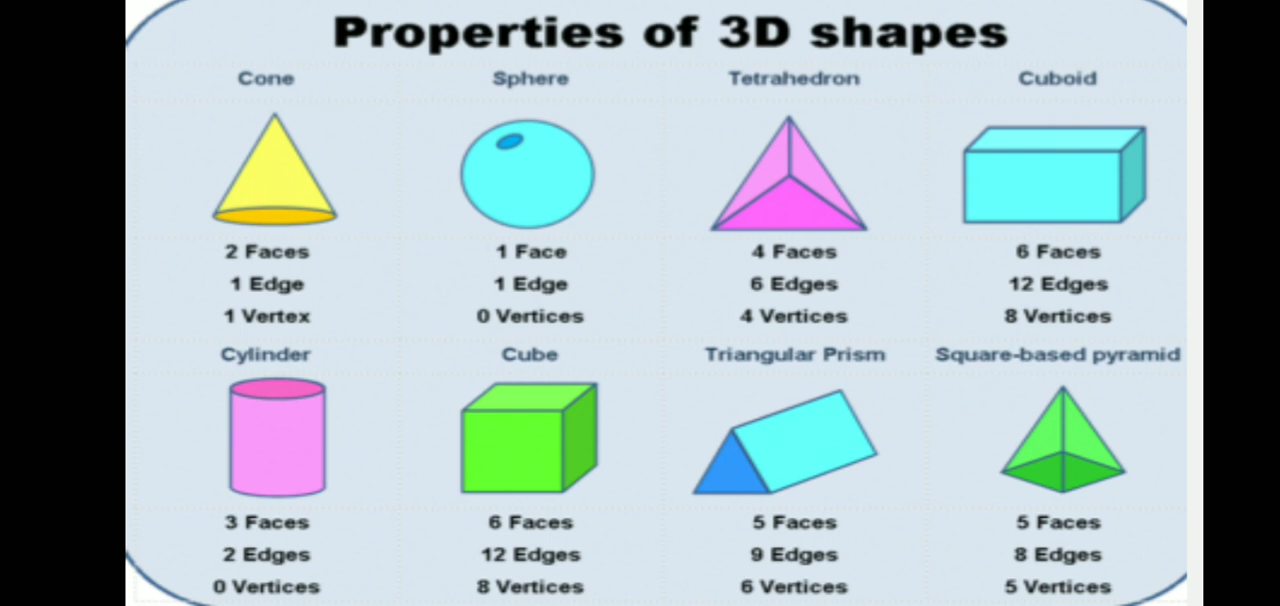 Properties of 3D shapes
Cone
Sphere
Tetrahedron
Cuboid
2 Faces
1 Face
4 Faces
6 Faces
1 Edge
1 Edge
6 Edges
12 Edges
1 Vertex
0 Vertices
4 Vertices
8 Vertices
Cylinder
Cube
Triangular Prism
Square-based pyramid
3 Faces
6 Faces
5 Faces
5 Faces
2 Edges
12 Edges
9 Edges
8 Edges
0 Vertices
8 Vertices
6 Vertices
5 Vertices